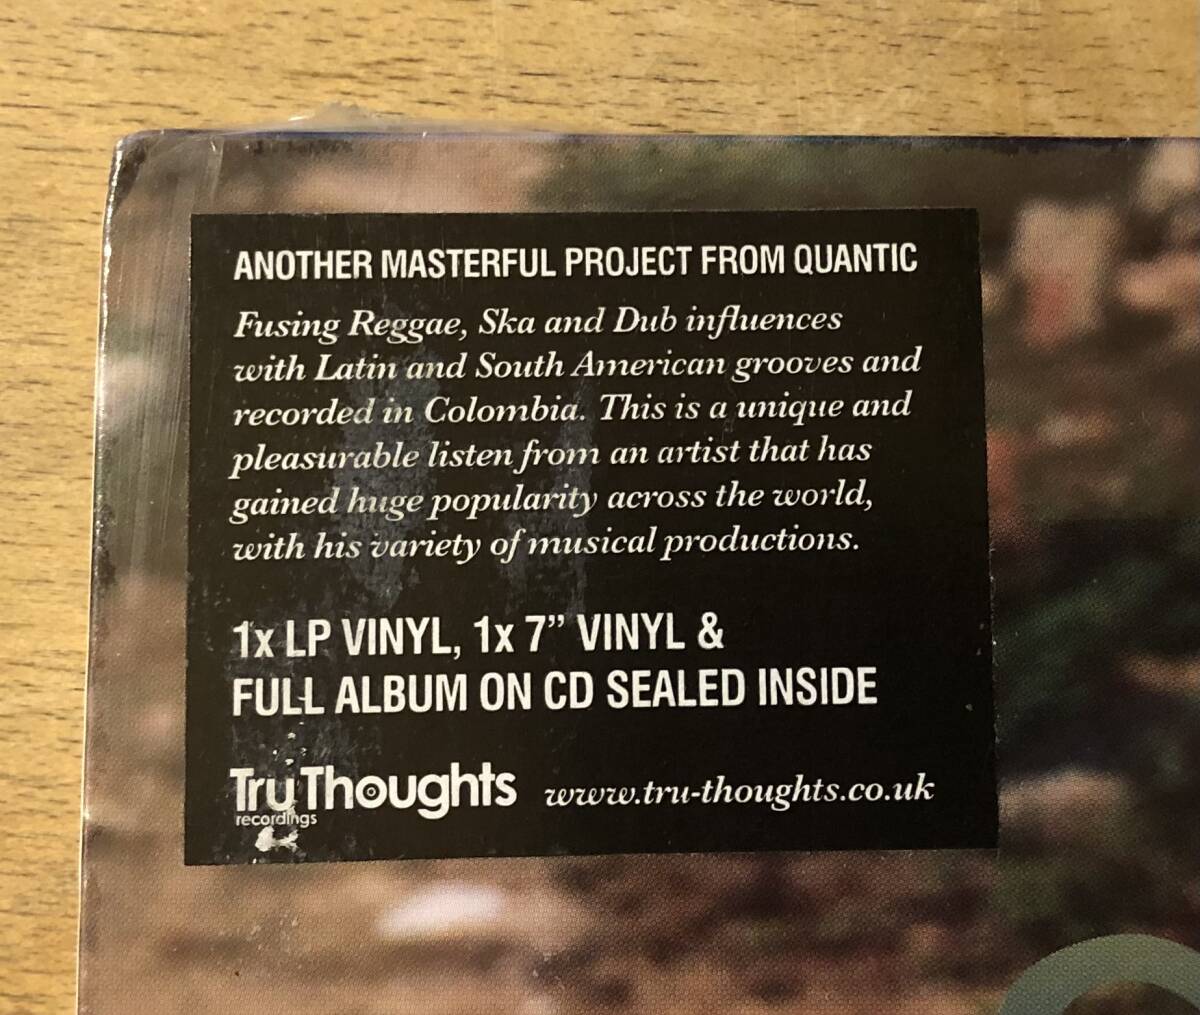 ANOTHER MASTERFUL PROJECT FROM QUANTIC
Fusing Reggae, Ska and Dub influences
with Latin and South American grooves and
recorded in Colombia. This is a unique and
pleasurable listen from an artist that has
gained huge popularity across the world,
with his variety of musical productions.
1x LP VINYL, 1x 7” VINYL &
FULL ALBUM ON CD SEALED INSIDE
Tru Thoughts www.tru-thoughts.co.uk
recordings